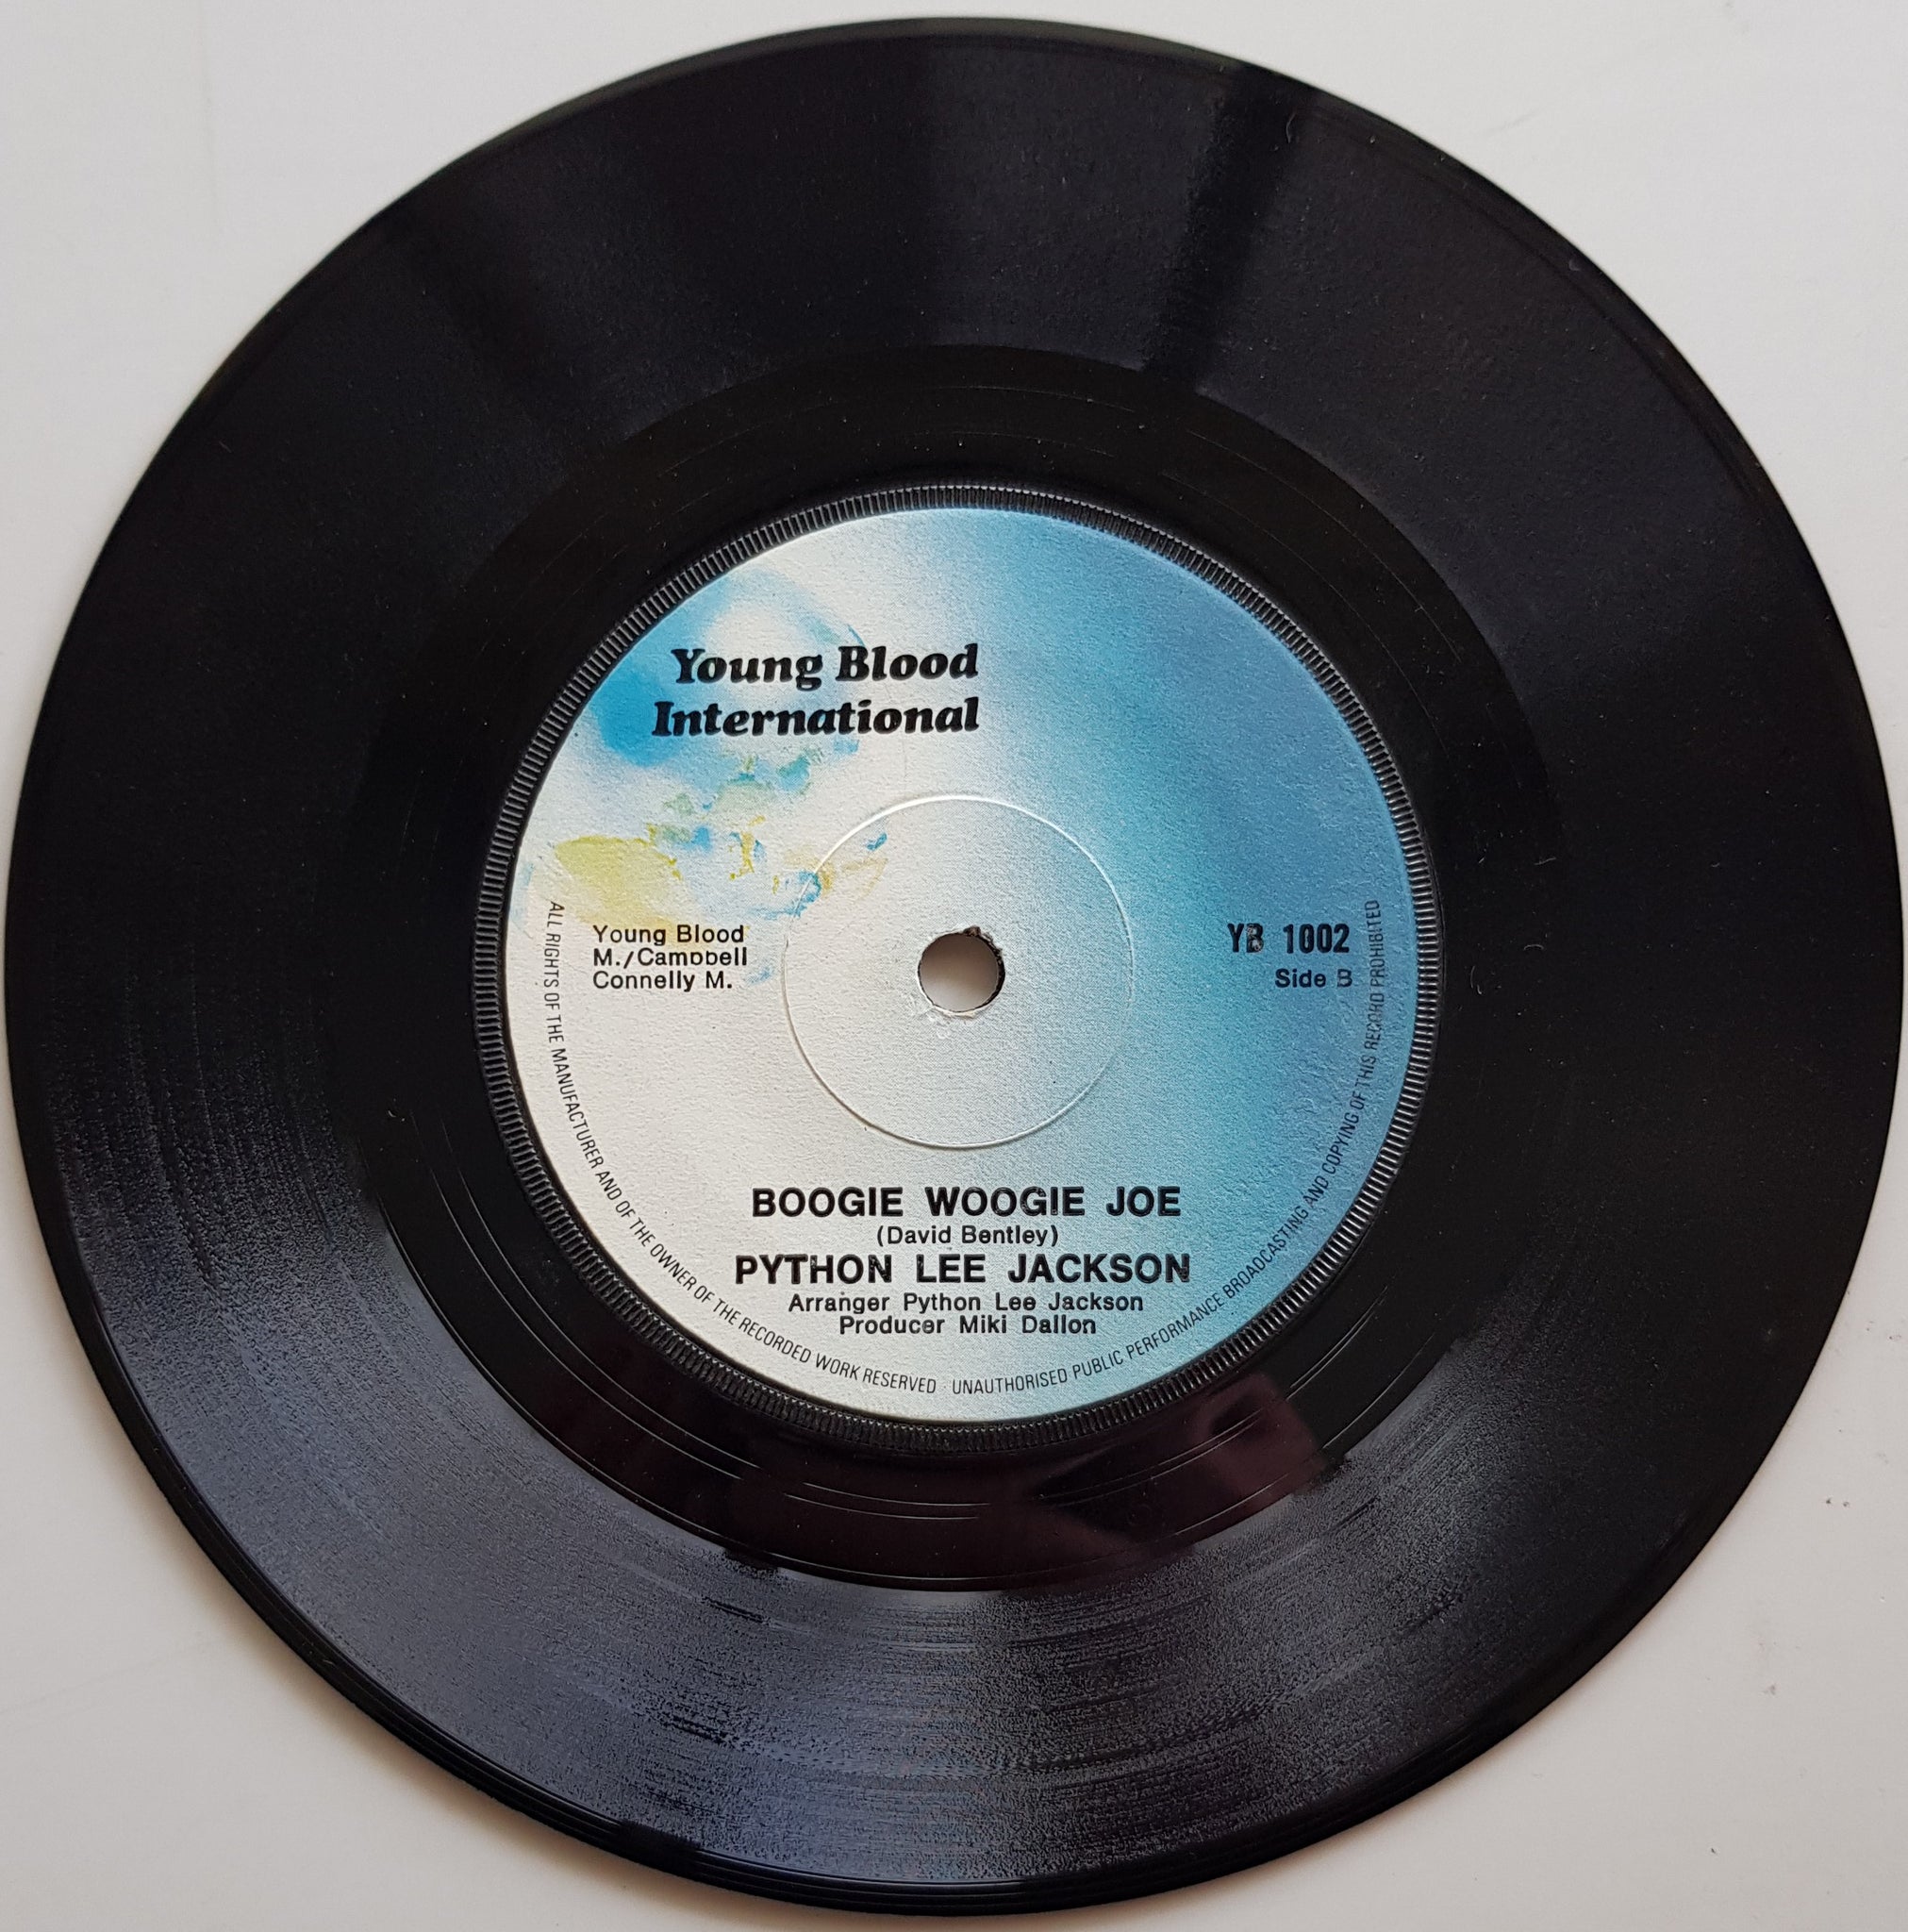 Young Blood
International
Young Blood
M./Campbell
Connelly M.
YB 1002
Side B
BOOGIE WOOGIE JOE
(David Bentley)
PYTHON LEE JACKSON
Arranger Python Lee Jackson
Producer Miki Dallon
ALL RIGHTS OF THE MANUFACTURER AND OF THE OWNER OF THE RECORDED WORK RESERVED UNAUTHORISED PUBLIC PERFORMANCE BROADCASTING AND COPYING OF THIS RECORD PROHIBITED